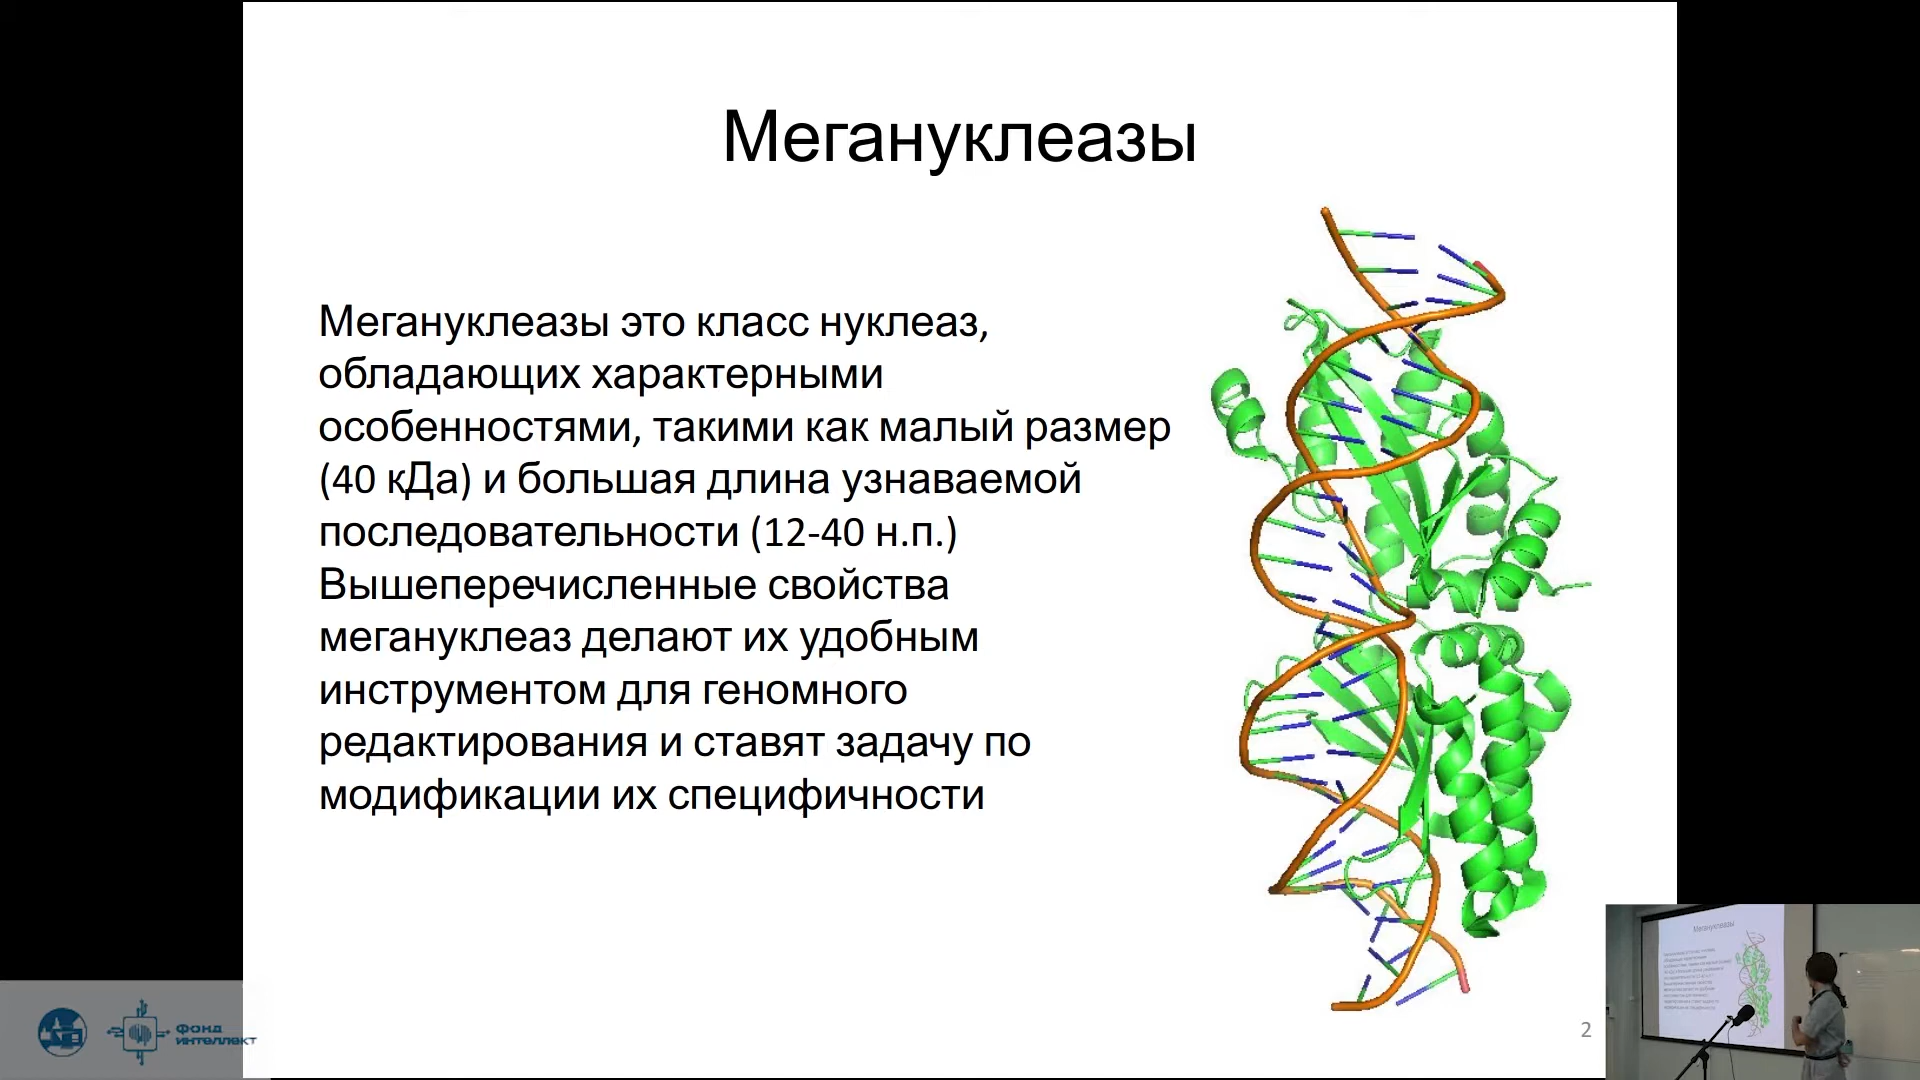 Мегануклеазы
Мегануклеазы это класс нуклеаз,
обладающих характерными
особенностями, такими как малый размер
(40 кДа) и большая длина узнаваемой
последовательности (12-40 н.п.)
Вышеперечисленные свойства
мегануклеаз делают их удобным
инструментом для геномного
редактирования и ставят задачу по
модификации их специфичности
2
Фонд
интеллект
Мегануклеазы